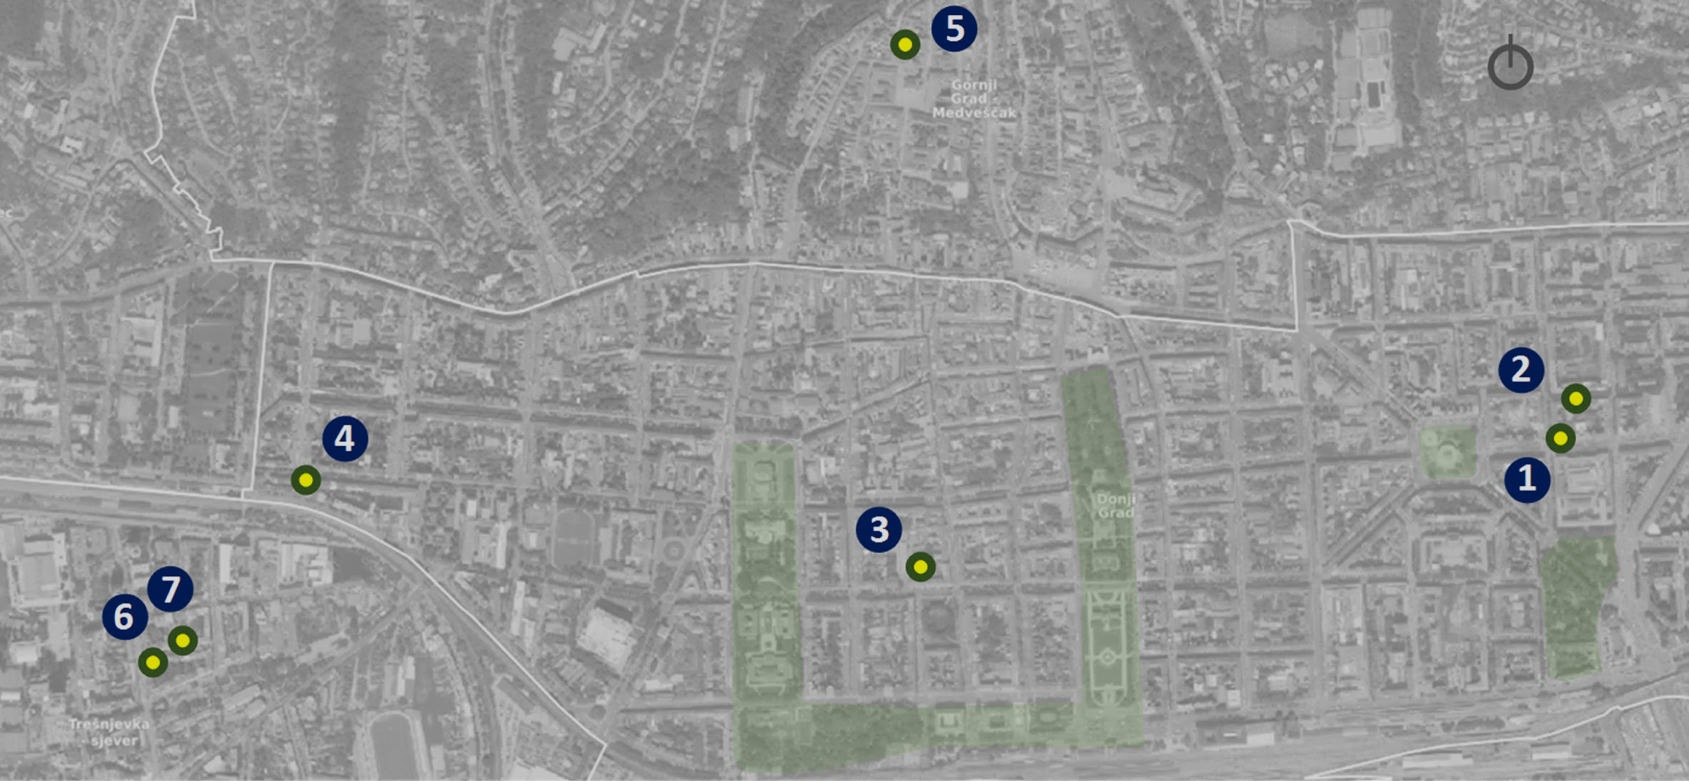 5
Gornji
Grad -
Medveščak
2
4
1
Donji
Grad
3
7
6
Trešnjevka
- sjever